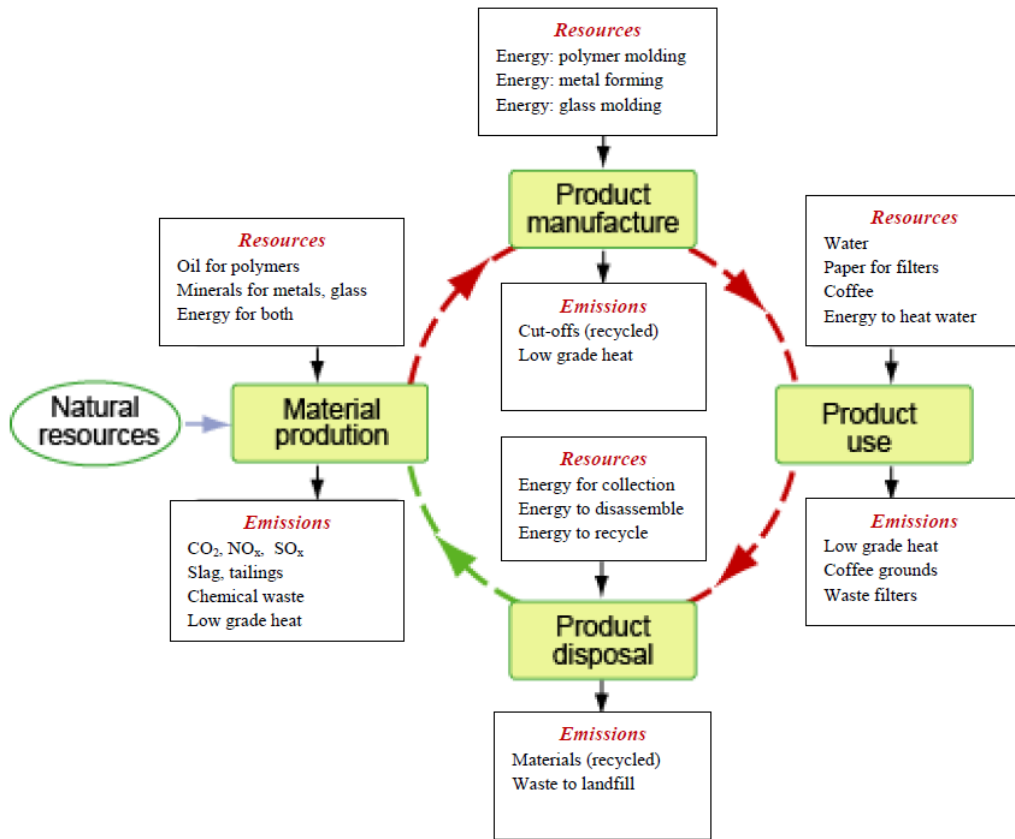 Resources
Energy: polymer molding
Energy: metal forming
Energy: glass molding
Product
manufacture
Emissions
Cut-offs (recycled)
Low grade heat
Resources
Oil for polymers
Minerals for metals, glass
Energy for both
Natural
resources
Material
prodution
Emissions
CO₂, NOₓ, SOₓ
Slag, tailings
Chemical waste
Low grade heat
Resources
Water
Paper for filters
Coffee
Energy to heat water
Product
use
Emissions
Low grade heat
Coffee grounds
Waste filters
Resources
Energy for collection
Energy to disassemble
Energy to recycle
Product
disposal
Emissions
Materials (recycled)
Waste to landfill